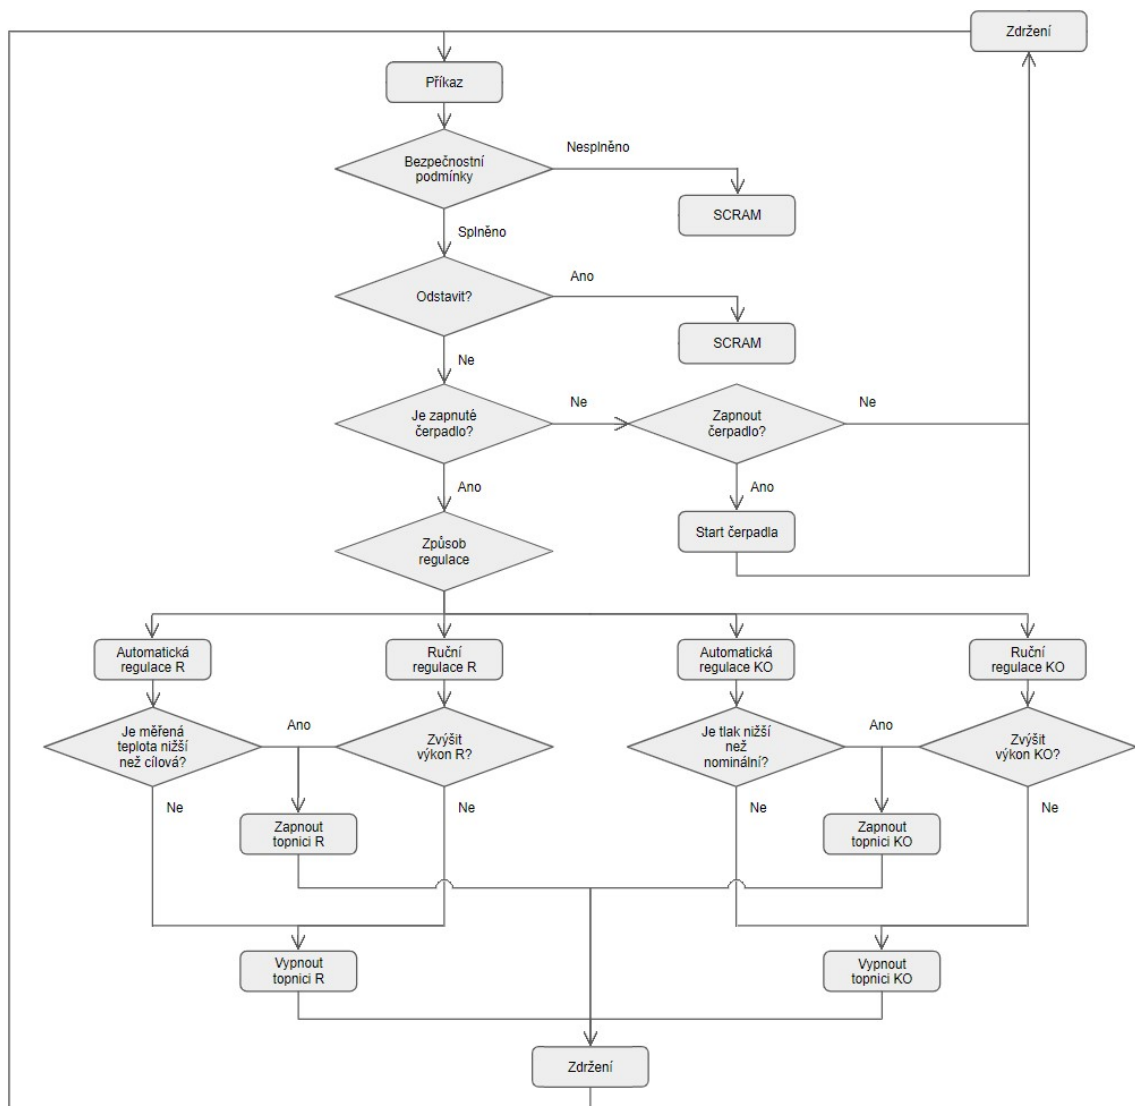 Zdržení
Příkaz
Bezpečnostní
podmínky
Nesplněno
SCRAM
Splněno
Odstavit?
Ano
SCRAM
Ne
Je zapnuté
čerpadlo?
Ne
Zapnout
čerpadlo?
Ne
Ano
Ano
Start čerpadla
Způsob
regulace
Automatická
regulace R
Ruční
regulace R
Automatická
regulace KO
Ruční
regulace KO
Je měřená
teplota nižší
než cílová?
Ano
Zvýšit
výkon R?
Je tlak nižší
než
nominální?
Ano
Zvýšit
výkon KO?
Ne
Ne
Ne
Ne
Zapnout
topnici R
Zapnout
topnici KO
Vypnout
topnici R
Vypnout
topnici KO
Zdržení